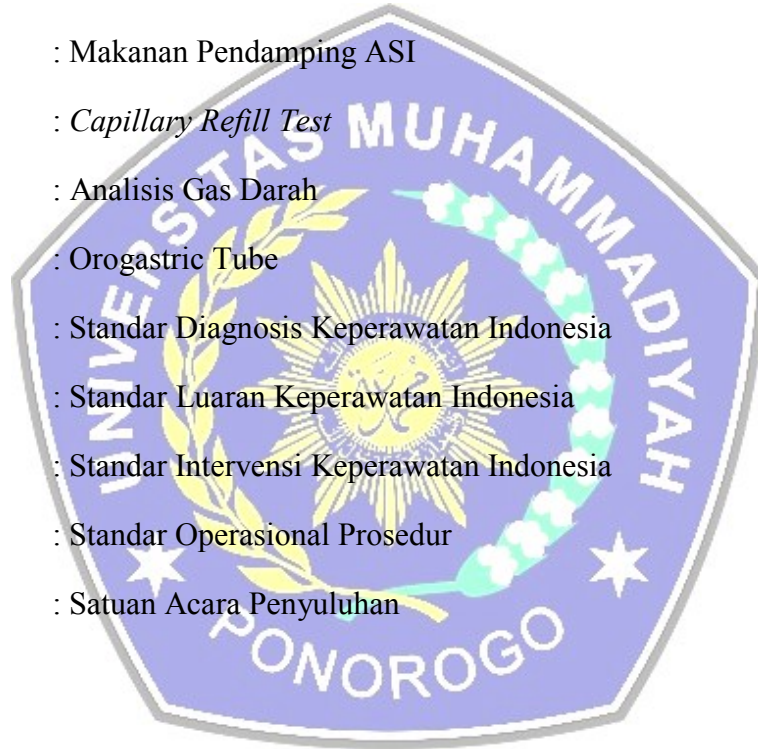 : Makanan Pendamping ASI
: Capillary Refill Test
: Analisis Gas Darah
: Orogastric Tube
: Standar Diagnosis Keperawatan Indonesia
: Standar Luaran Keperawatan Indonesia
: Standar Intervensi Keperawatan Indonesia
: Standar Operasional Prosedur
: Satuan Acara Penyuluhan
UNIVERSITAS MUHAMMADIYAH
PONOROGO